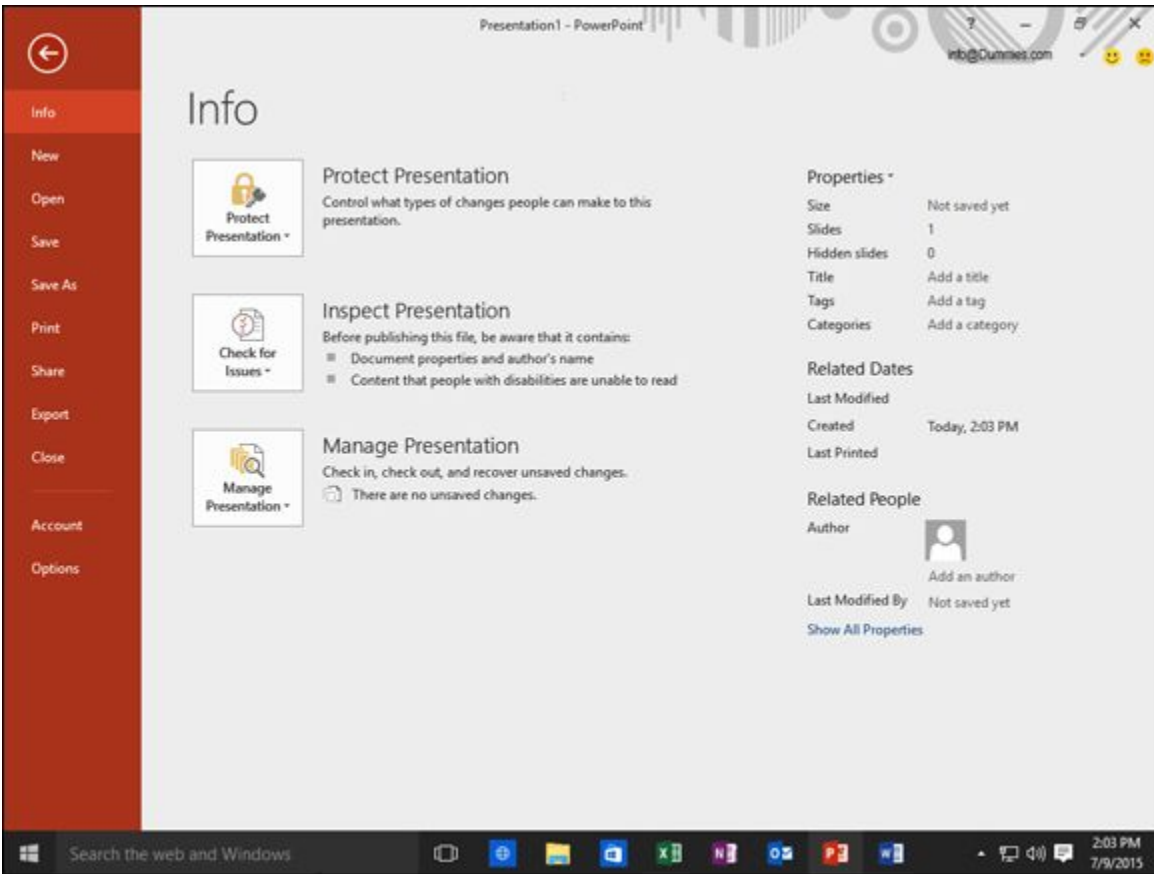 Presentation1 - PowerPoint
?
info@Dummies.com
Info
New
Open
Save
Save As
Print
Share
Export
Close
Account
Options
Info
Protect
Presentation
Protect Presentation
Control what types of changes people can make to this
presentation.
Check for
Issues
Inspect Presentation
Before publishing this file, be aware that it contains:
Document properties and author's name
Content that people with disabilities are unable to read
Manage
Presentation
Manage Presentation
Check in, check out, and recover unsaved changes.
There are no unsaved changes.
Properties
Size Not saved yet
Slides 1
Hidden slides 0
Title Add a title
Tags Add a tag
Categories Add a category
Related Dates
Last Modified
Created Today, 2:03 PM
Last Printed
Related People
Author
Add an author
Last Modified By Not saved yet
Show All Properties
Search the web and Windows
2:03 PM
7/9/2015